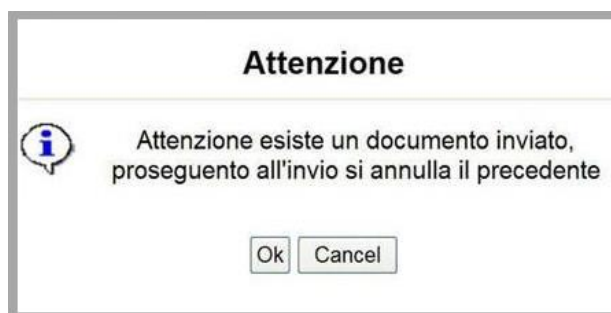 Attenzione
Attenzione esiste un documento inviato,
proseguento all'invio si annulla il precedente
Ok Cancel